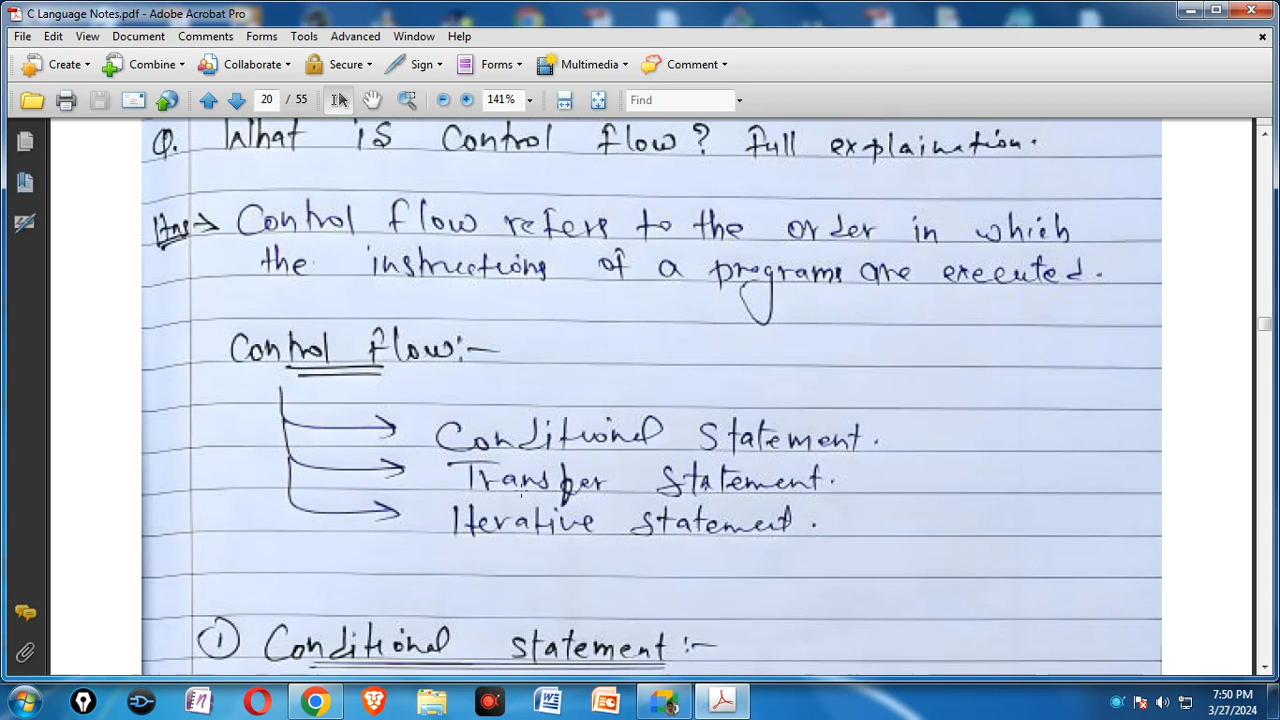 C Language Notes.pdf - Adobe Acrobat Pro
File Edit View Document Comments Forms Tools Advanced Window Help
Create Combine Collaborate Secure Sign Forms Multimedia Comment
20 / 55 141% Find
Q. What is Control flow? Full explaination.
Ans → Control flow refers to the order in which
the instructions of a programs are executed.
Control flow:-
Conditional Statement.
Transper Statement.
Iterative statement.
① Conditional statement :-
7:50 PM
3/27/2024